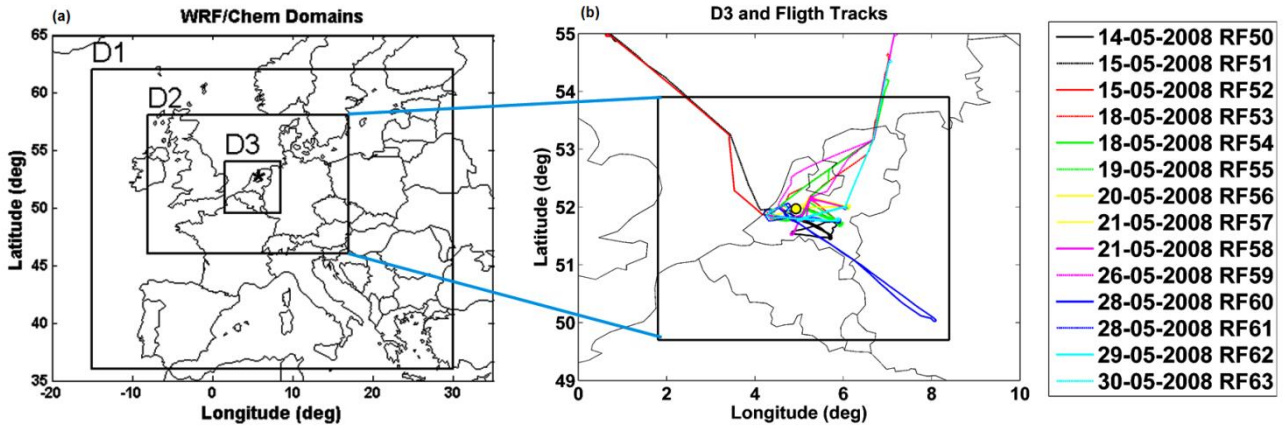 (a) WRF/Chem Domains
65
60
55
50
45
40
35
-20 -10 0 10 20 30
Latitude (deg)
Longitude (deg)
D1
D2
D3
*
(b) D3 and Fligth Tracks
55
54
53
52
51
50
49
0 2 4 6 8 10
Latitude (deg)
Longitude (deg)
14-05-2008 RF50
15-05-2008 RF51
15-05-2008 RF52
18-05-2008 RF53
18-05-2008 RF54
19-05-2008 RF55
20-05-2008 RF56
21-05-2008 RF57
21-05-2008 RF58
26-05-2008 RF59
28-05-2008 RF60
28-05-2008 RF61
29-05-2008 RF62
30-05-2008 RF63